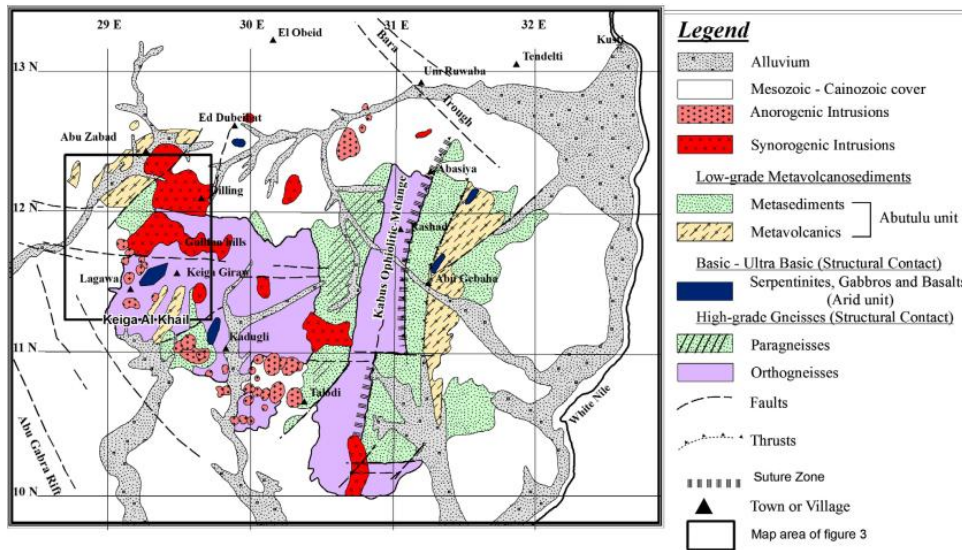 29 E
30 E
31 E
32 E
El Obeid
Bara
Kusti
13 N
Um Ruwaba
Tendelti
Trough
Ed Dubeibat
Abu Zabad
Abasiya
Dilling
12 N
Rashad
Kabus Ophiolitic Melange
Keiga Giran
Lagawa
Abu Gebaha
Keiga Al Khail
Kadugli
11 N
Talodi
White Nile
Abu Gabra Rift
10 N
Legend
Alluvium
Mesozoic - Cainozoic cover
Anorogenic Intrusions
Synorogenic Intrusions
Low-grade Metavolcanosediments
Metasediments
Abutulu unit
Metavolcanics
Basic - Ultra Basic (Structural Contact)
Serpentinites, Gabbros and Basalts
(Arid unit)
High-grade Gneisses (Structural Contact)
Paragneisses
Orthogneisses
Faults
Thrusts
Suture Zone
Town or Village
Map area of figure 3